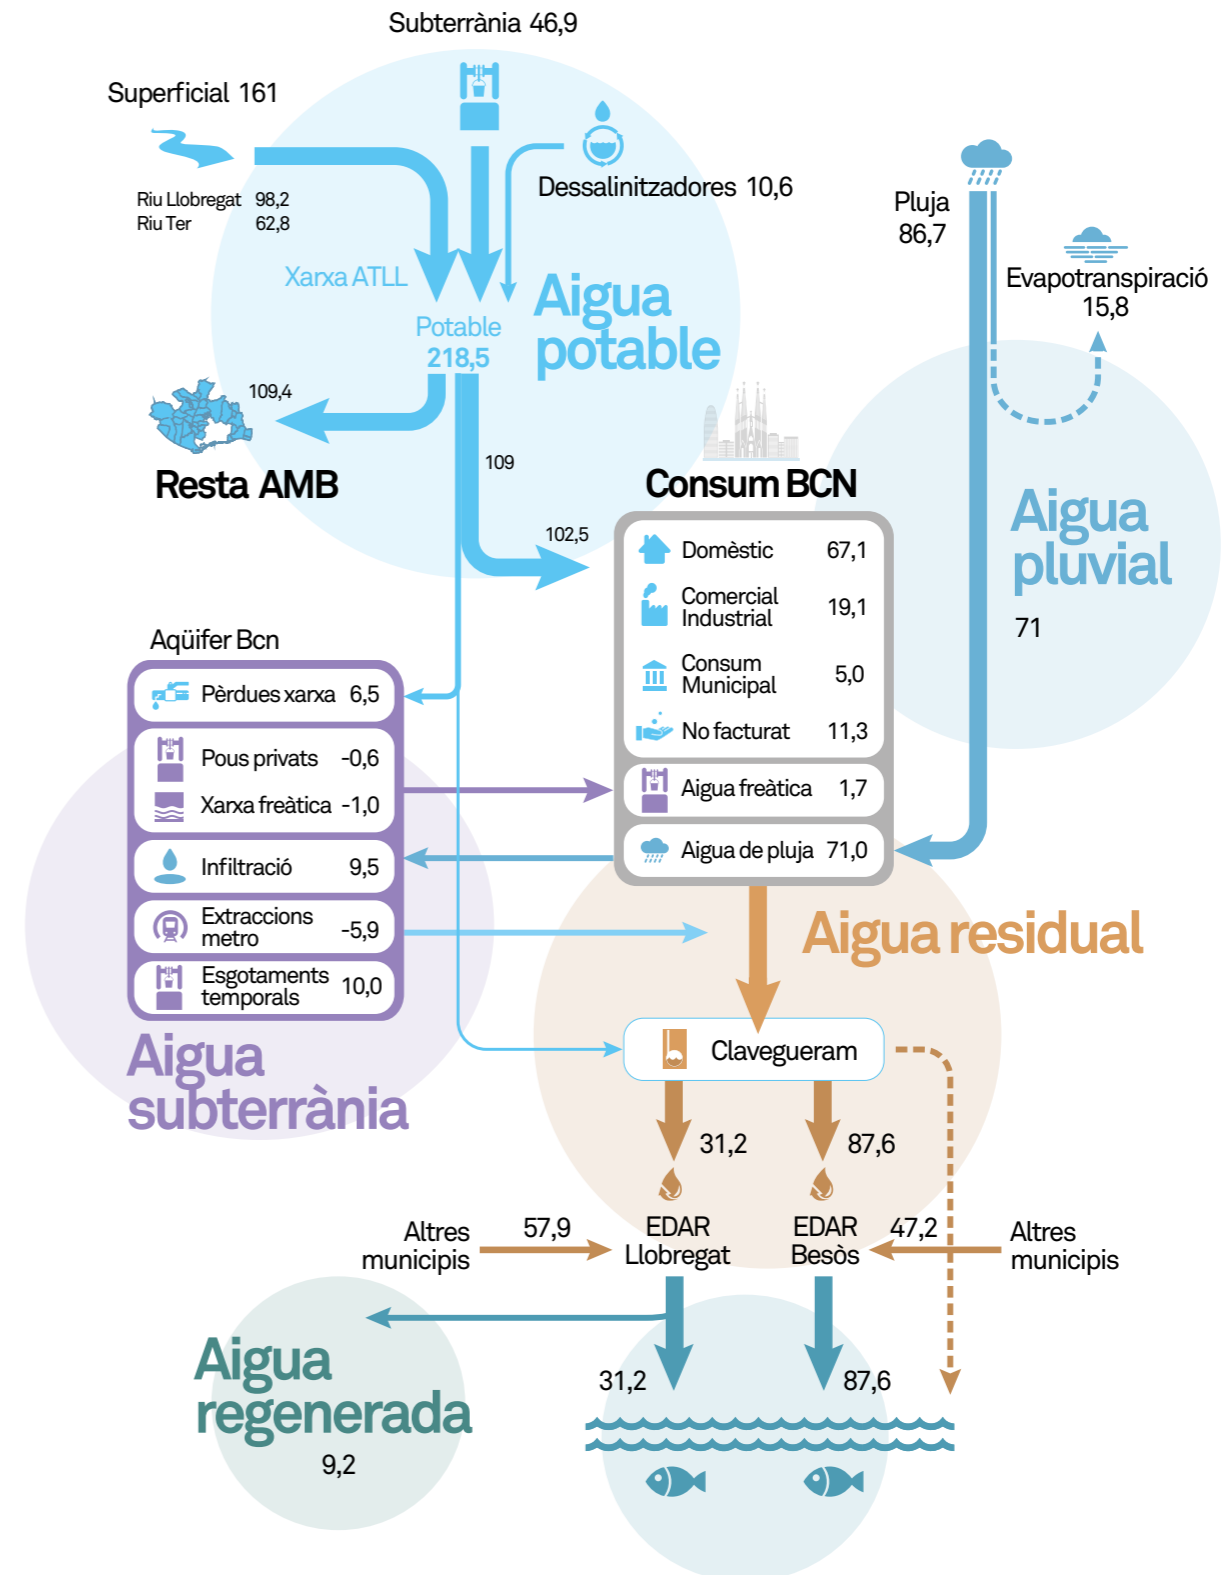 Subterrània 46,9
Superficial 161
Riu Llobregat 98,2
Riu Ter 62,8
Dessalinitzadores 10,6
Pluja
86,7
Evapotranspiració
15,8
Xarxa ATLL
Aigua
potable
Potable
218,5
109,4
Resta AMB
109
102,5
Consum BCN
Domèstic 67,1
Comercial
Industrial 19,1
Consum
Municipal 5,0
No facturat 11,3
Aigua freàtica 1,7
Aigua de pluja 71,0
Aigua
pluvial
71
Aqüifer Bcn
Pèrdues xarxa 6,5
Pous privats -0,6
Xarxa freàtica -1,0
Infiltració 9,5
Extraccions
metro -5,9
Esgotaments
temporals 10,0
Aigua
subterrània
Aigua residual
Clavegueram
31,2
87,6
Altres
municipis
57,9
EDAR
Llobregat
EDAR
Besòs
47,2
Altres
municipis
Aigua
regenerada
9,2
31,2
87,6